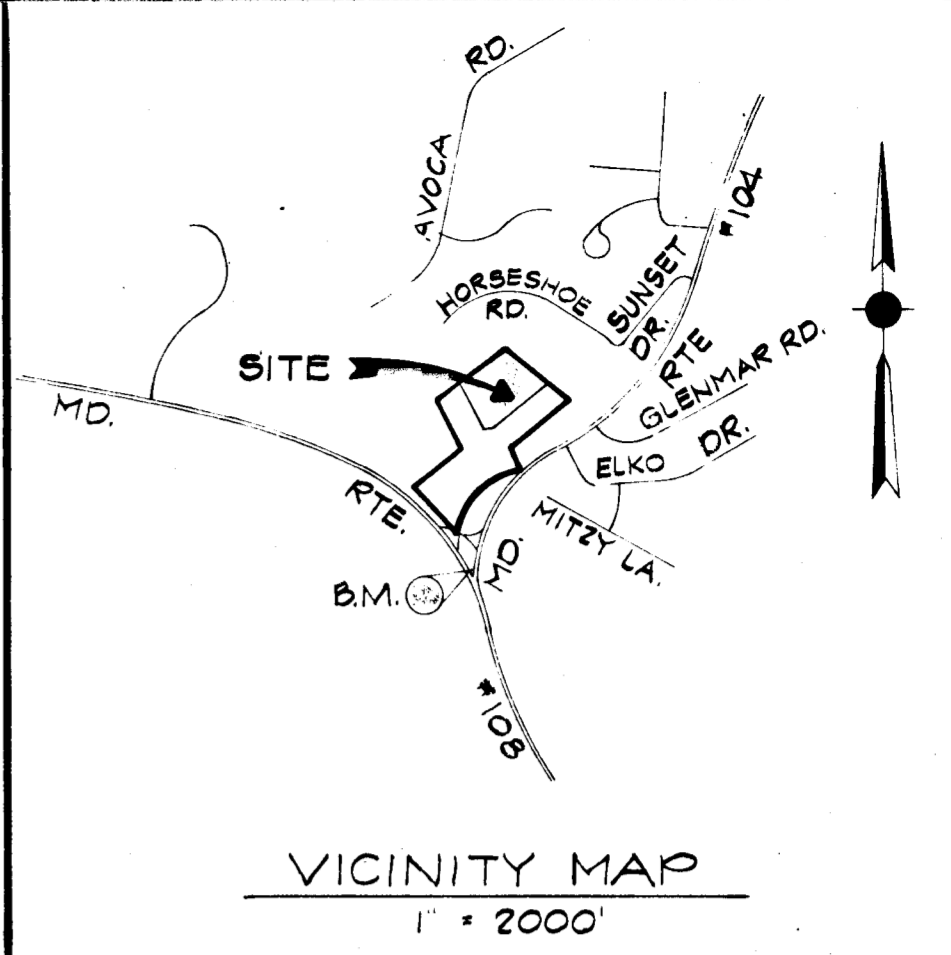 RD.
AVOCA
#104
HORSESHOE
RD.
SUNSET
DR.
RTE
GLENMAR RD.
SITE
MD.
ELKO DR.
RTE.
MITZY LA.
MD.
B.M.
#108
VICINITY MAP
1" = 2000'